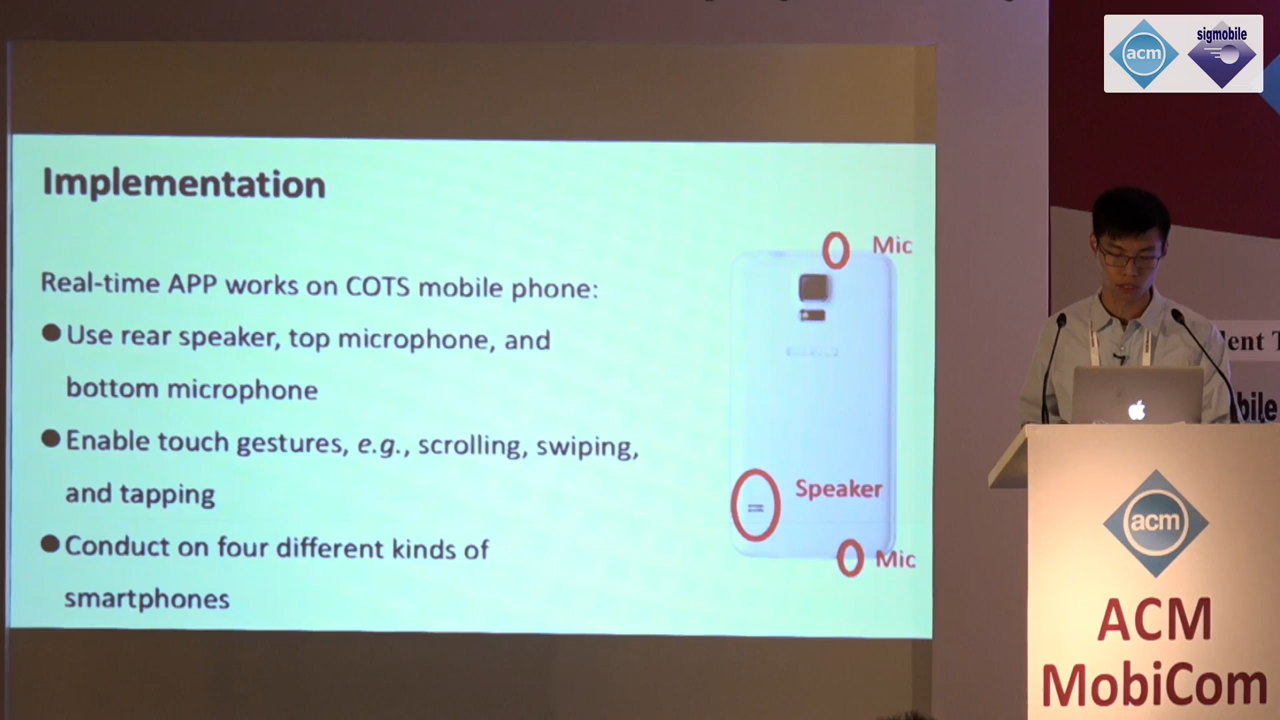 acm
sigmobile
Implementation
Real-time APP works on COTS mobile phone:
Use rear speaker, top microphone, and
bottom microphone
Enable touch gestures, e.g., scrolling, swiping,
and tapping
Conduct on four different kinds of
smartphones
Mic
Speaker
Mic
acm
ACM
MobiCom